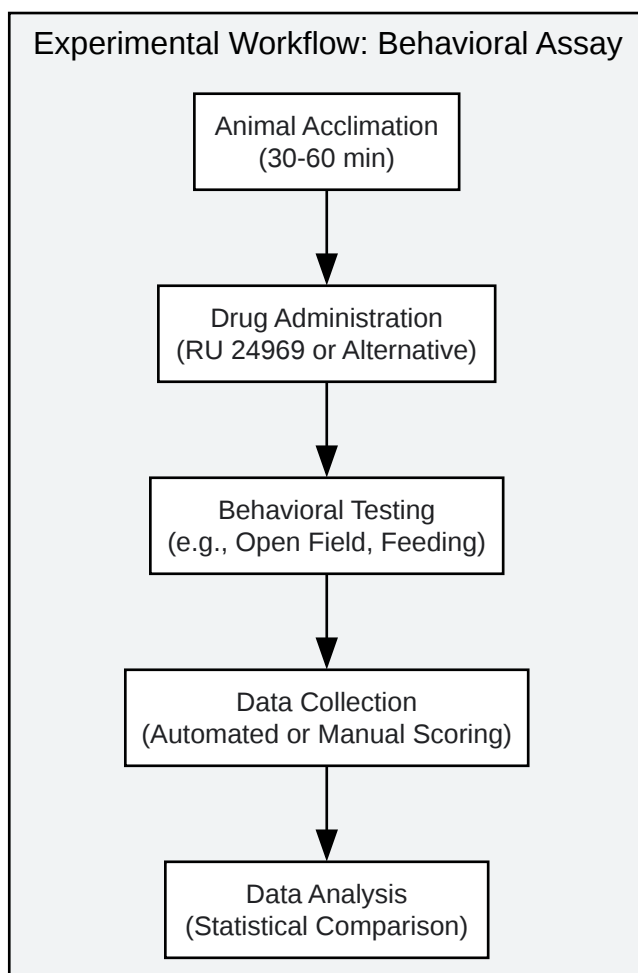 Experimental Workflow: Behavioral Assay
Animal Acclimation
(30-60 min)
Drug Administration
(RU 24969 or Alternative)
Behavioral Testing
(e.g., Open Field, Feeding)
Data Collection
(Automated or Manual Scoring)
Data Analysis
(Statistical Comparison)